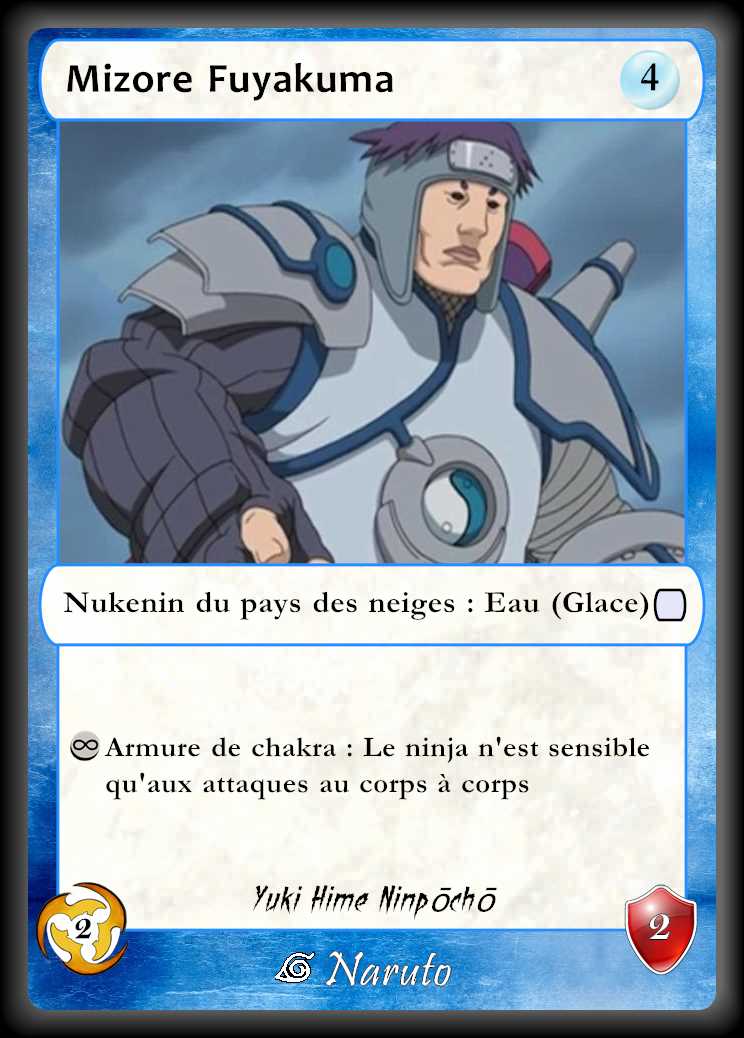 Mizore Fuyakuma
4
Nukenin du pays des neiges : Eau (Glace)
∞ Armure de chakra : Le ninja n'est sensible
qu'aux attaques au corps à corps
Yuki Hime Ninpōchō
2
2
Naruto